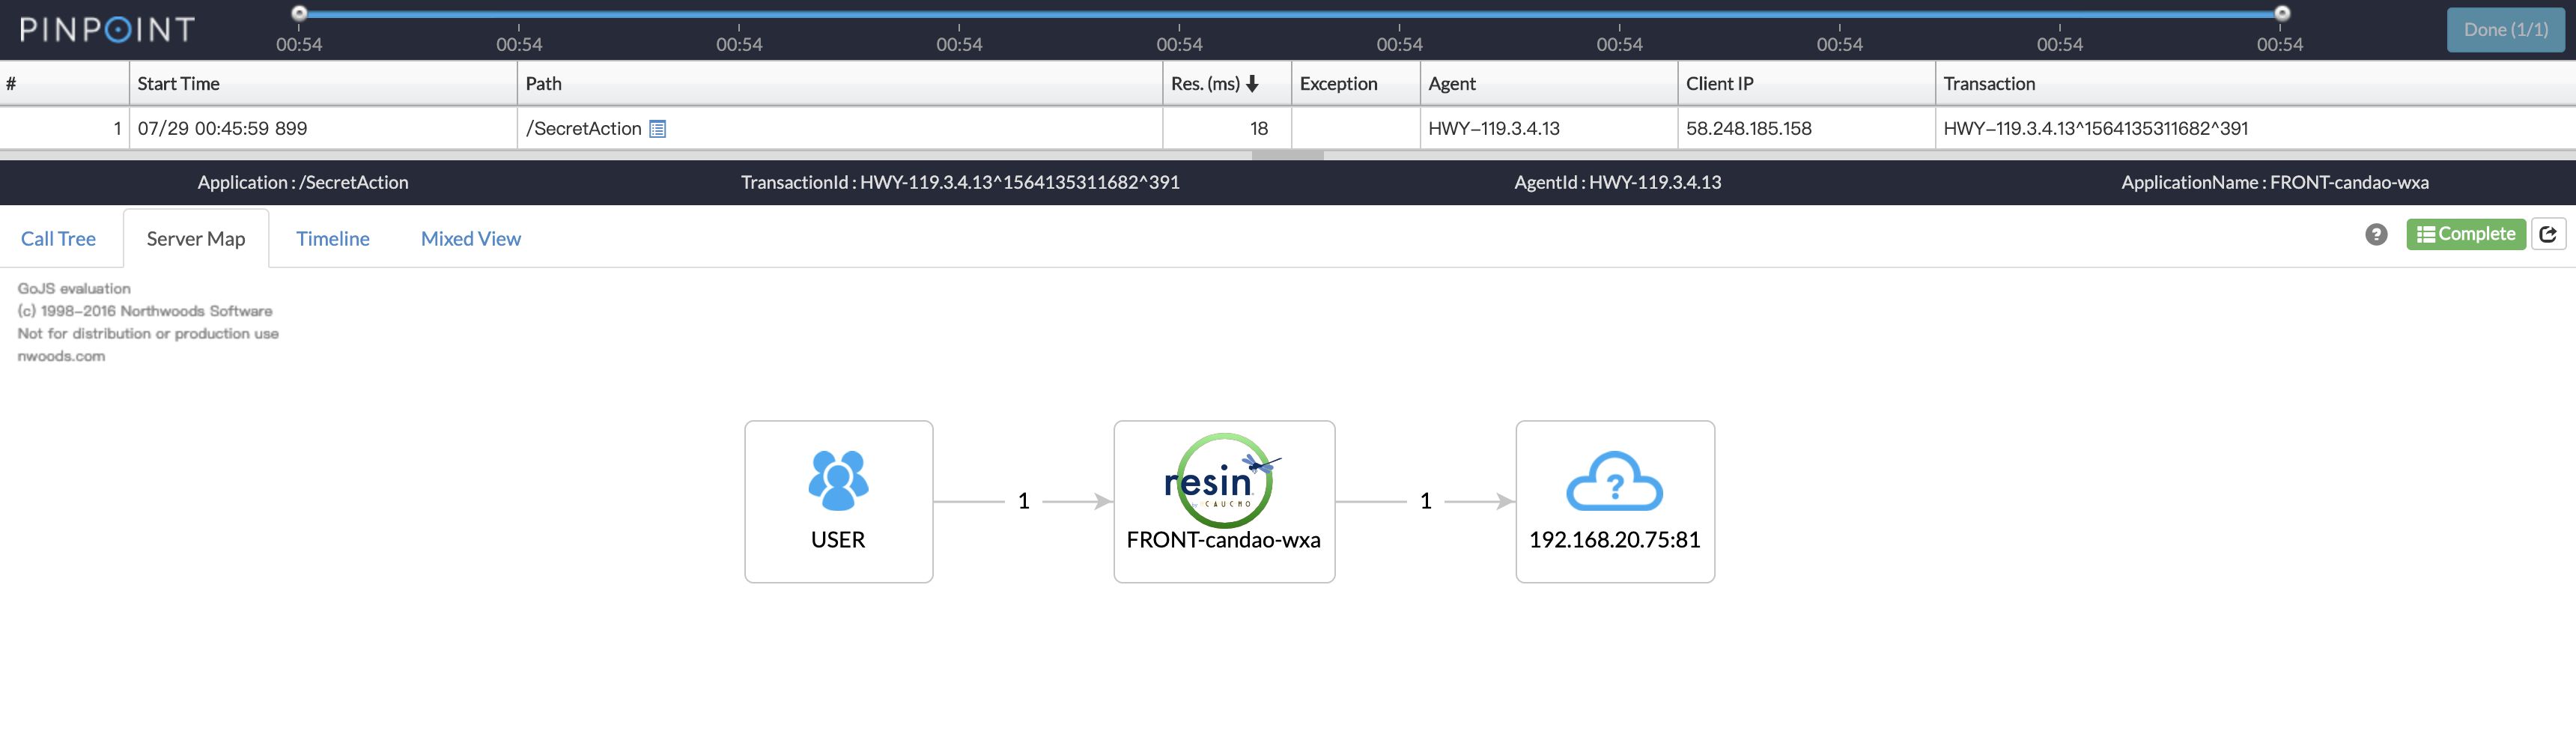 PINPOINT
00:54 00:54 00:54 00:54 00:54 00:54 00:54 00:54 00:54 00:54
Done (1/1)
# Start Time Path Res. (ms) Exception Agent Client IP Transaction
1 07/29 00:45:59 899 /SecretAction 18 HWY-119.3.4.13 58.248.185.158 HWY-119.3.4.13^1564135311682^391
Application : /SecretAction TransactionId : HWY-119.3.4.13^1564135311682^391 AgentId : HWY-119.3.4.13 ApplicationName : FRONT-candao-wxa
Call Tree Server Map Timeline Mixed View ? Complete
GoJS evaluation
(c) 1998-2016 Northwoods Software
Not for distribution or production use
nwoods.com
resin
by CAUCHO
?
1 1
USER FRONT-candao-wxa 192.168.20.75:81